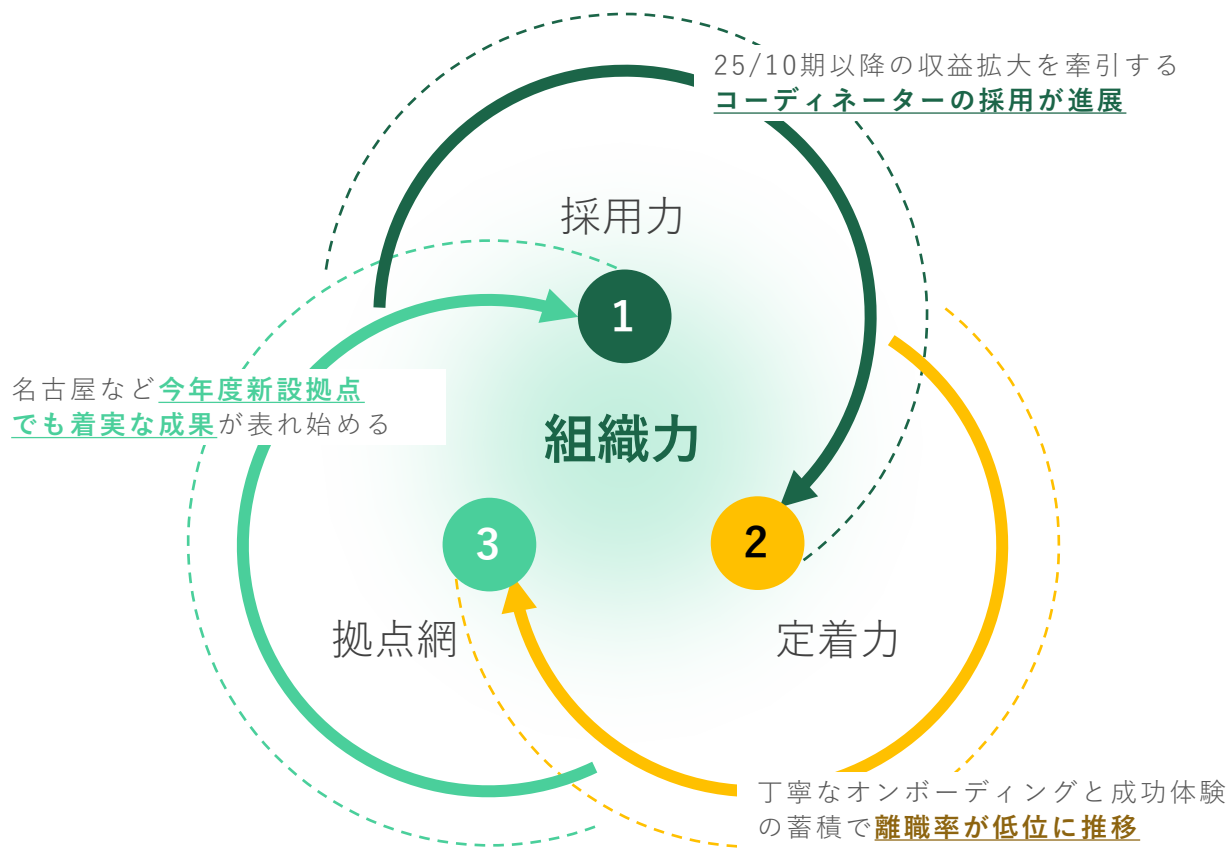 25/10期以降の収益拡大を牽引する
コーディネーターの採用が進展
採用力
1
名古屋など今年度新設拠点
でも着実な成果が表れ始める
組織力
3
2
拠点網
定着力
丁寧なオンボーディングと成功体験
の蓄積で離職率が低位に推移